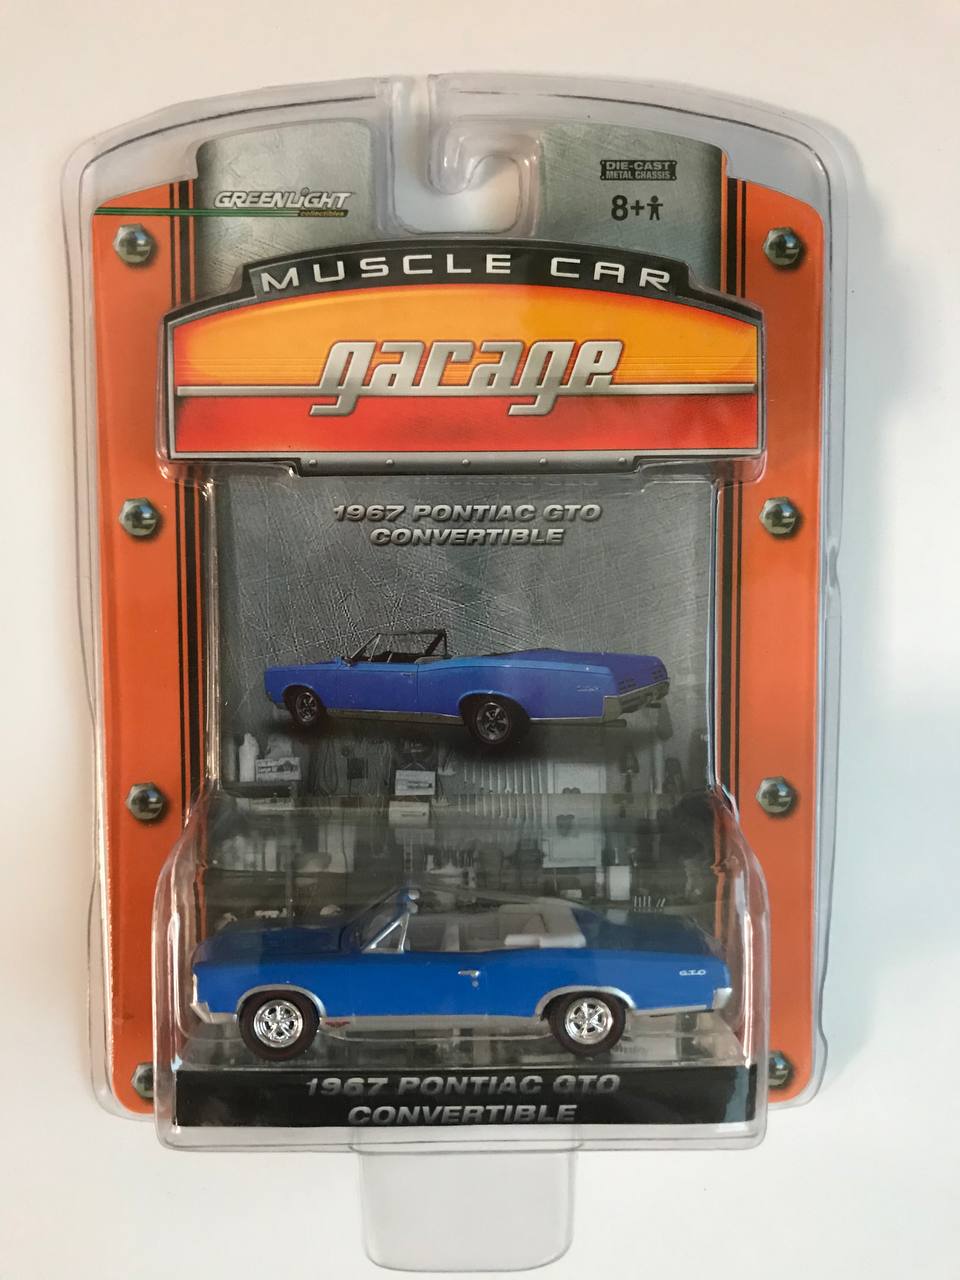 GREENLIGHT
collectibles
DIE-CAST
METAL CHASSIS
8+
MUSCLE CAR
garage
1967 PONTIAC GTO
CONVERTIBLE
GTO
1967 PONTIAC GTO
CONVERTIBLE